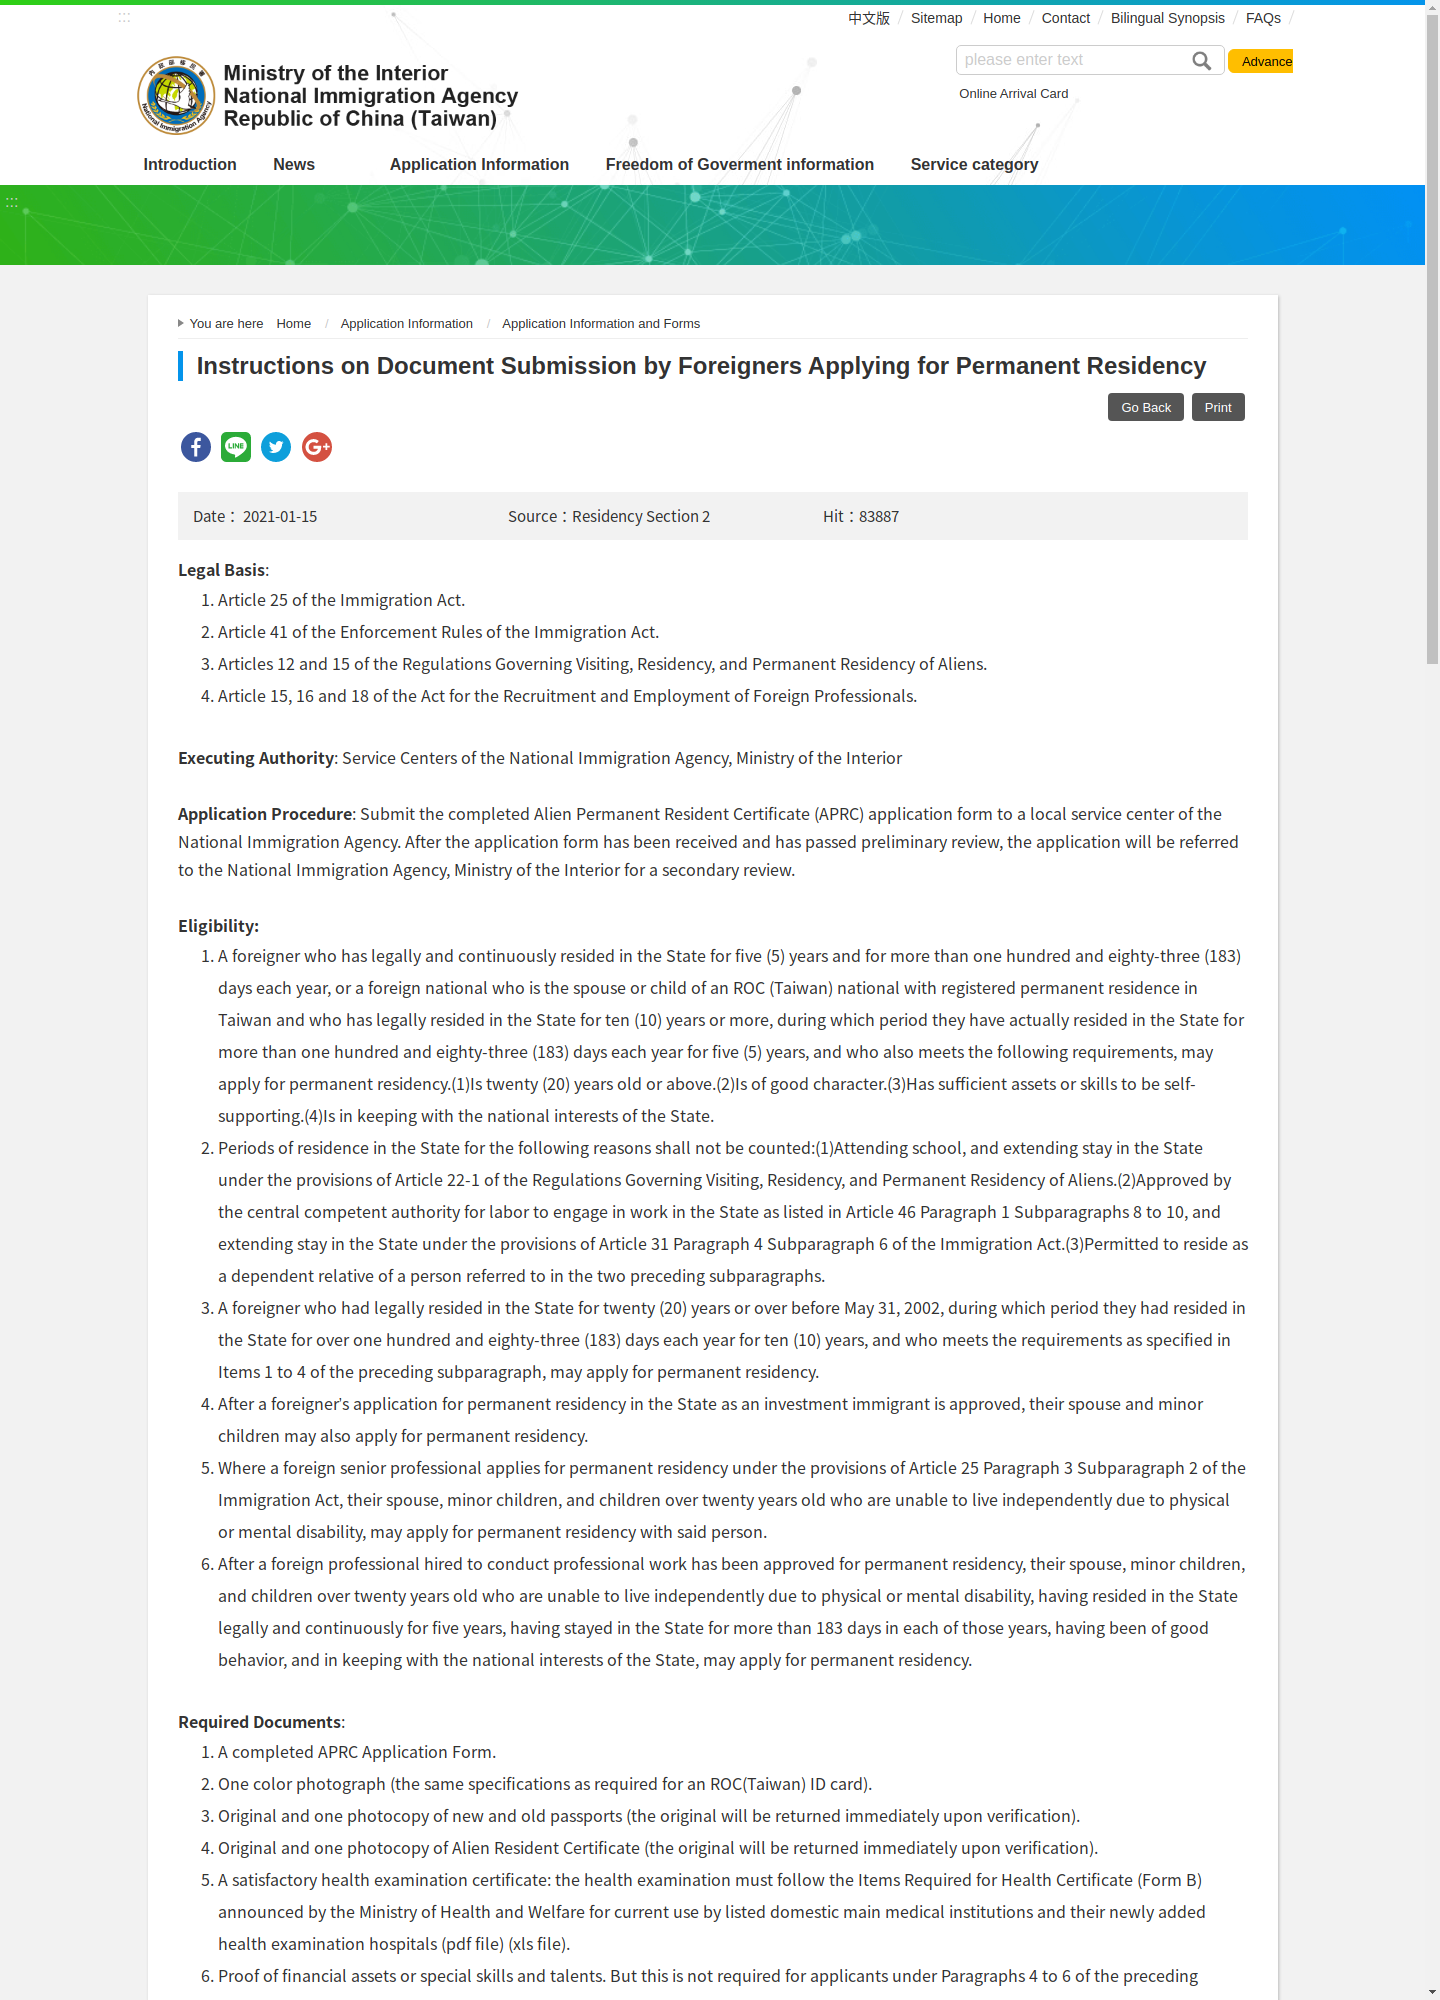 :::
中文版 / Sitemap / Home / Contact / Bilingual Synopsis / FAQs /
please enter text
Advance
Online Arrival Card
Ministry of the Interior
National Immigration Agency
Republic of China (Taiwan)
內政部移民署
National Immigration Agency
Introduction News Application Information Freedom of Goverment information Service category
:::
You are here Home / Application Information / Application Information and Forms
Instructions on Document Submission by Foreigners Applying for Permanent Residency
Go Back Print
LINE
Date： 2021-01-15 Source：Residency Section 2 Hit：83887
Legal Basis:
1. Article 25 of the Immigration Act.
2. Article 41 of the Enforcement Rules of the Immigration Act.
3. Articles 12 and 15 of the Regulations Governing Visiting, Residency, and Permanent Residency of Aliens.
4. Article 15, 16 and 18 of the Act for the Recruitment and Employment of Foreign Professionals.
Executing Authority: Service Centers of the National Immigration Agency, Ministry of the Interior
Application Procedure: Submit the completed Alien Permanent Resident Certificate (APRC) application form to a local service center of the
National Immigration Agency. After the application form has been received and has passed preliminary review, the application will be referred
to the National Immigration Agency, Ministry of the Interior for a secondary review.
Eligibility:
1. A foreigner who has legally and continuously resided in the State for five (5) years and for more than one hundred and eighty-three (183)
days each year, or a foreign national who is the spouse or child of an ROC (Taiwan) national with registered permanent residence in
Taiwan and who has legally resided in the State for ten (10) years or more, during which period they have actually resided in the State for
more than one hundred and eighty-three (183) days each year for five (5) years, and who also meets the following requirements, may
apply for permanent residency.(1)Is twenty (20) years old or above.(2)Is of good character.(3)Has sufficient assets or skills to be self-
supporting.(4)Is in keeping with the national interests of the State.
2. Periods of residence in the State for the following reasons shall not be counted:(1)Attending school, and extending stay in the State
under the provisions of Article 22-1 of the Regulations Governing Visiting, Residency, and Permanent Residency of Aliens.(2)Approved by
the central competent authority for labor to engage in work in the State as listed in Article 46 Paragraph 1 Subparagraphs 8 to 10, and
extending stay in the State under the provisions of Article 31 Paragraph 4 Subparagraph 6 of the Immigration Act.(3)Permitted to reside as
a dependent relative of a person referred to in the two preceding subparagraphs.
3. A foreigner who had legally resided in the State for twenty (20) years or over before May 31, 2002, during which period they had resided in
the State for over one hundred and eighty-three (183) days each year for ten (10) years, and who meets the requirements as specified in
Items 1 to 4 of the preceding subparagraph, may apply for permanent residency.
4. After a foreigner's application for permanent residency in the State as an investment immigrant is approved, their spouse and minor
children may also apply for permanent residency.
5. Where a foreign senior professional applies for permanent residency under the provisions of Article 25 Paragraph 3 Subparagraph 2 of the
Immigration Act, their spouse, minor children, and children over twenty years old who are unable to live independently due to physical
or mental disability, may apply for permanent residency with said person.
6. After a foreign professional hired to conduct professional work has been approved for permanent residency, their spouse, minor children,
and children over twenty years old who are unable to live independently due to physical or mental disability, having resided in the State
legally and continuously for five years, having stayed in the State for more than 183 days in each of those years, having been of good
behavior, and in keeping with the national interests of the State, may apply for permanent residency.
Required Documents:
1. A completed APRC Application Form.
2. One color photograph (the same specifications as required for an ROC(Taiwan) ID card).
3. Original and one photocopy of new and old passports (the original will be returned immediately upon verification).
4. Original and one photocopy of Alien Resident Certificate (the original will be returned immediately upon verification).
5. A satisfactory health examination certificate: the health examination must follow the Items Required for Health Certificate (Form B)
announced by the Ministry of Health and Welfare for current use by listed domestic main medical institutions and their newly added
health examination hospitals (pdf file) (xls file).
6. Proof of financial assets or special skills and talents. But this is not required for applicants under Paragraphs 4 to 6 of the preceding